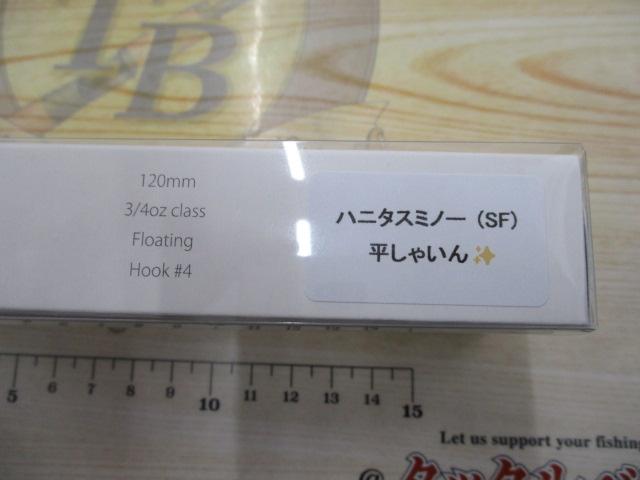 TB
120mm
3/4oz class
Floating
Hook #4
ハニタスミノー（SF）
平しゃいん✨
5 6 7 8 9 10 11 12 13 14 15
Let us support your fishing